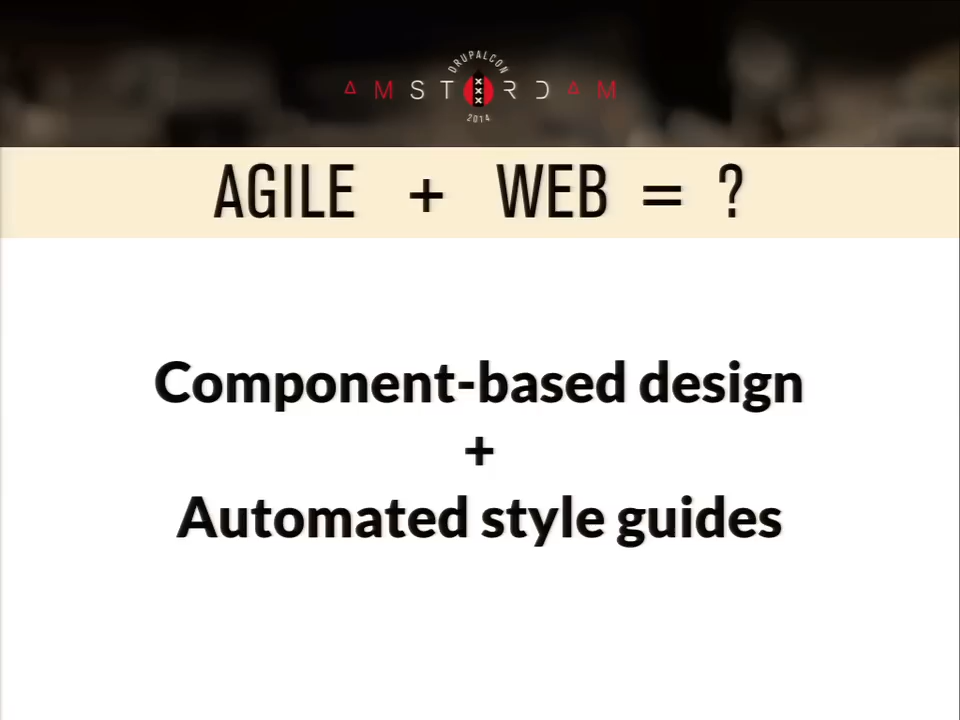 DRUPALCON
AMSTERDAM
2014
AGILE + WEB = ?
Component-based design
+
Automated style guides